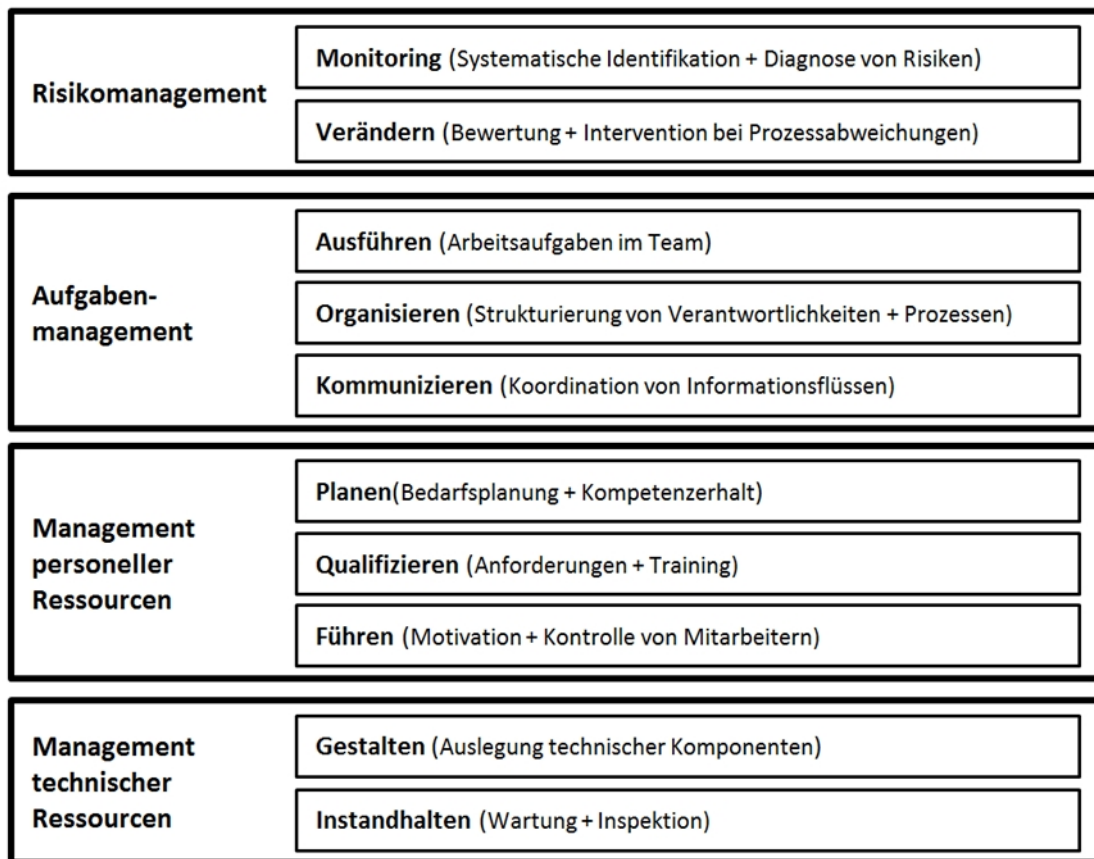 Risikomanagement
Monitoring (Systematische Identifikation + Diagnose von Risiken)
Verändern (Bewertung + Intervention bei Prozessabweichungen)
Aufgaben-
management
Ausführen (Arbeitsaufgaben im Team)
Organisieren (Strukturierung von Verantwortlichkeiten + Prozessen)
Kommunizieren (Koordination von Informationsflüssen)
Management
personeller
Ressourcen
Planen(Bedarfsplanung + Kompetenzerhalt)
Qualifizieren (Anforderungen + Training)
Führen (Motivation + Kontrolle von Mitarbeitern)
Management
technischer
Ressourcen
Gestalten (Auslegung technischer Komponenten)
Instandhalten (Wartung + Inspektion)